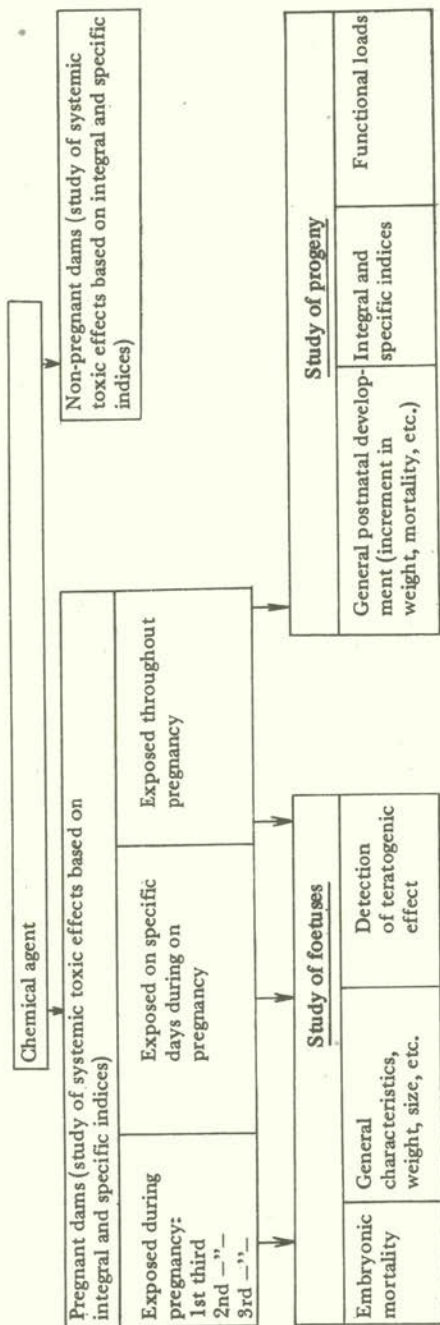 Chemical agent
Pregnant dams (study of systemic toxic effects based on
integral and specific indices)
Non-pregnant dams (study of systemic
toxic effects based on integral and specific
indices)
Exposed during
pregnancy:
1st third
2nd —”—
3rd —”—
Exposed on specific
days during on
pregnancy
Exposed throughout
pregnancy
Study of foetuses
Embryonic
mortality
General
characteristics,
weight, size, etc.
Detection
of teratogenic
effect
Study of progeny
General postnatal develop-
ment (increment in
weight, mortality, etc.)
Integral and
specific indices
Functional loads